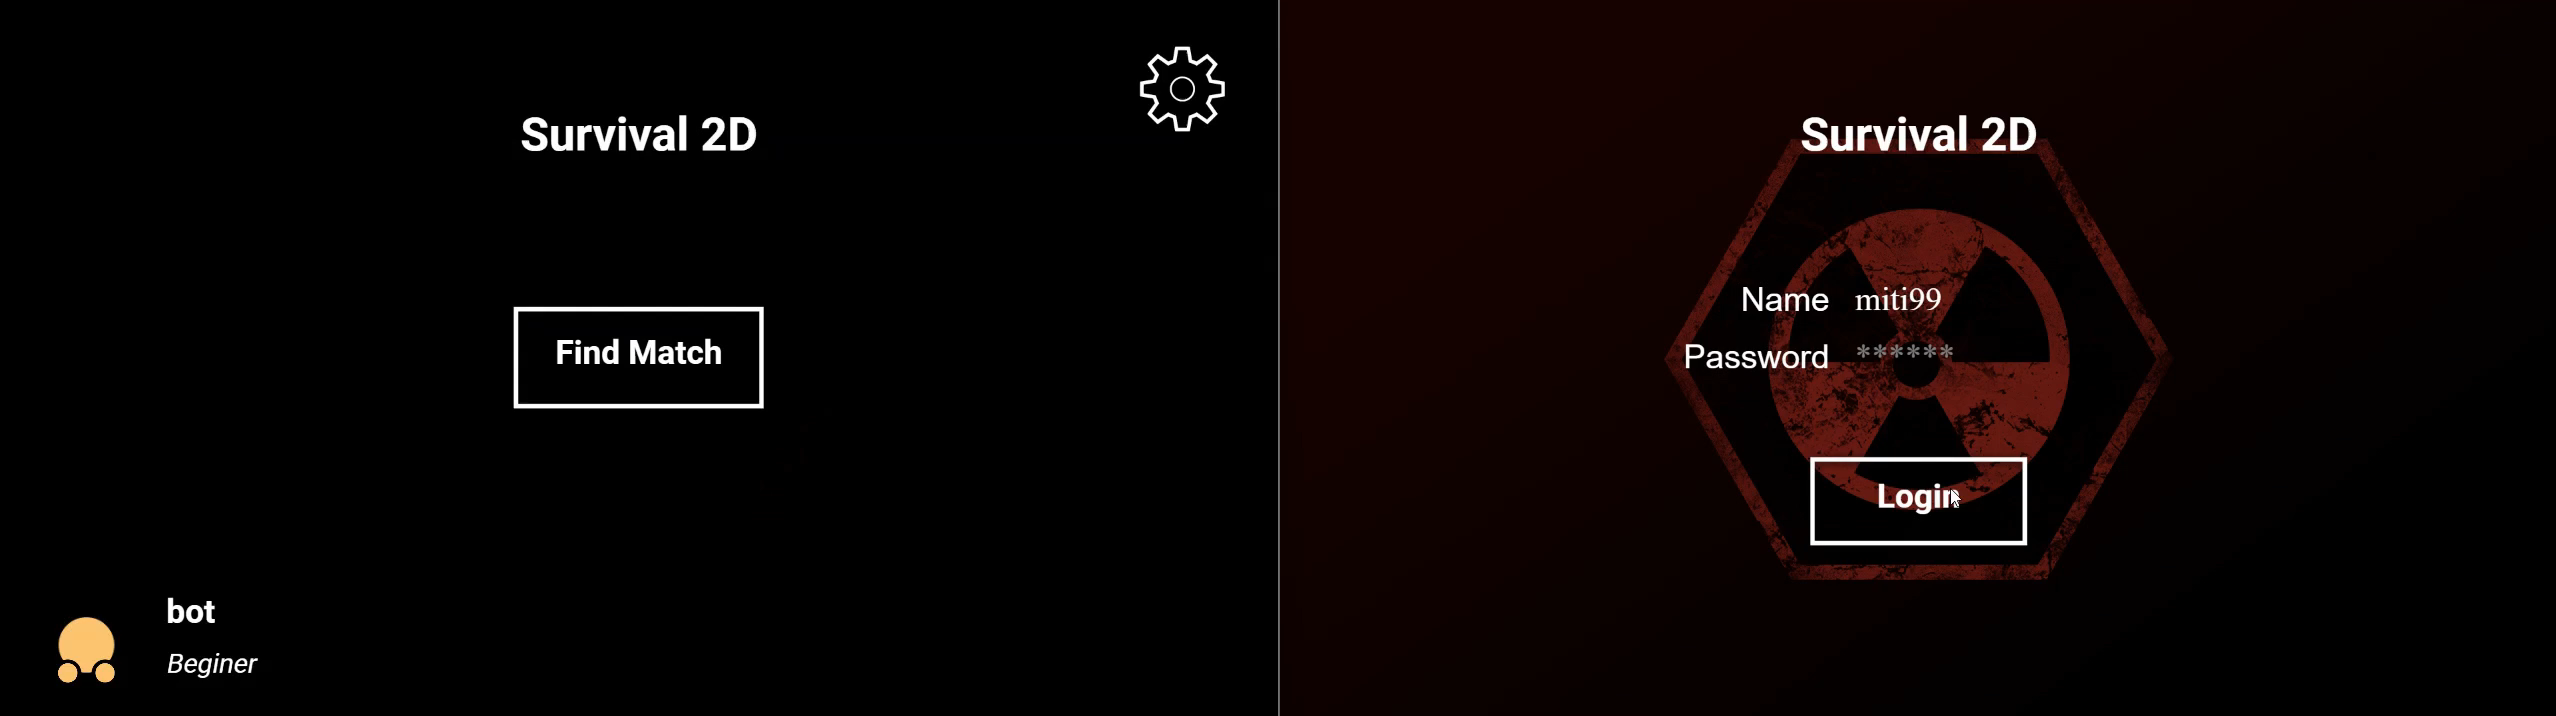 Survival 2D
Find Match
bot
Beginer
Survival 2D
Name miti99
Password ******
Login